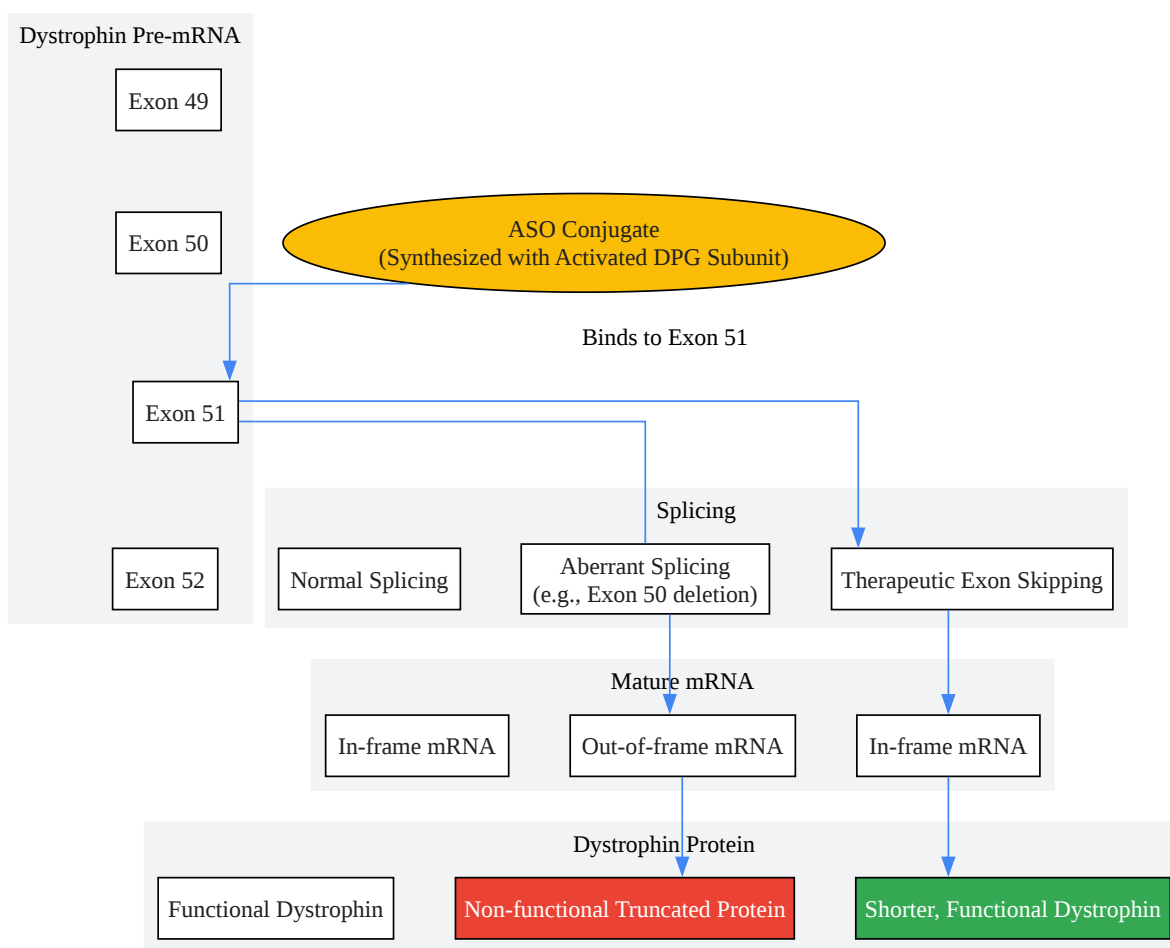 Dystrophin Pre-mRNA
Exon 49
Exon 50
ASO Conjugate
(Synthesized with Activated DPG Subunit)
Binds to Exon 51
Exon 51
Splicing
Exon 52
Normal Splicing
Aberrant Splicing
(e.g., Exon 50 deletion)
Therapeutic Exon Skipping
Mature mRNA
In-frame mRNA
Out-of-frame mRNA
In-frame mRNA
Dystrophin Protein
Functional Dystrophin
Non-functional Truncated Protein
Shorter, Functional Dystrophin